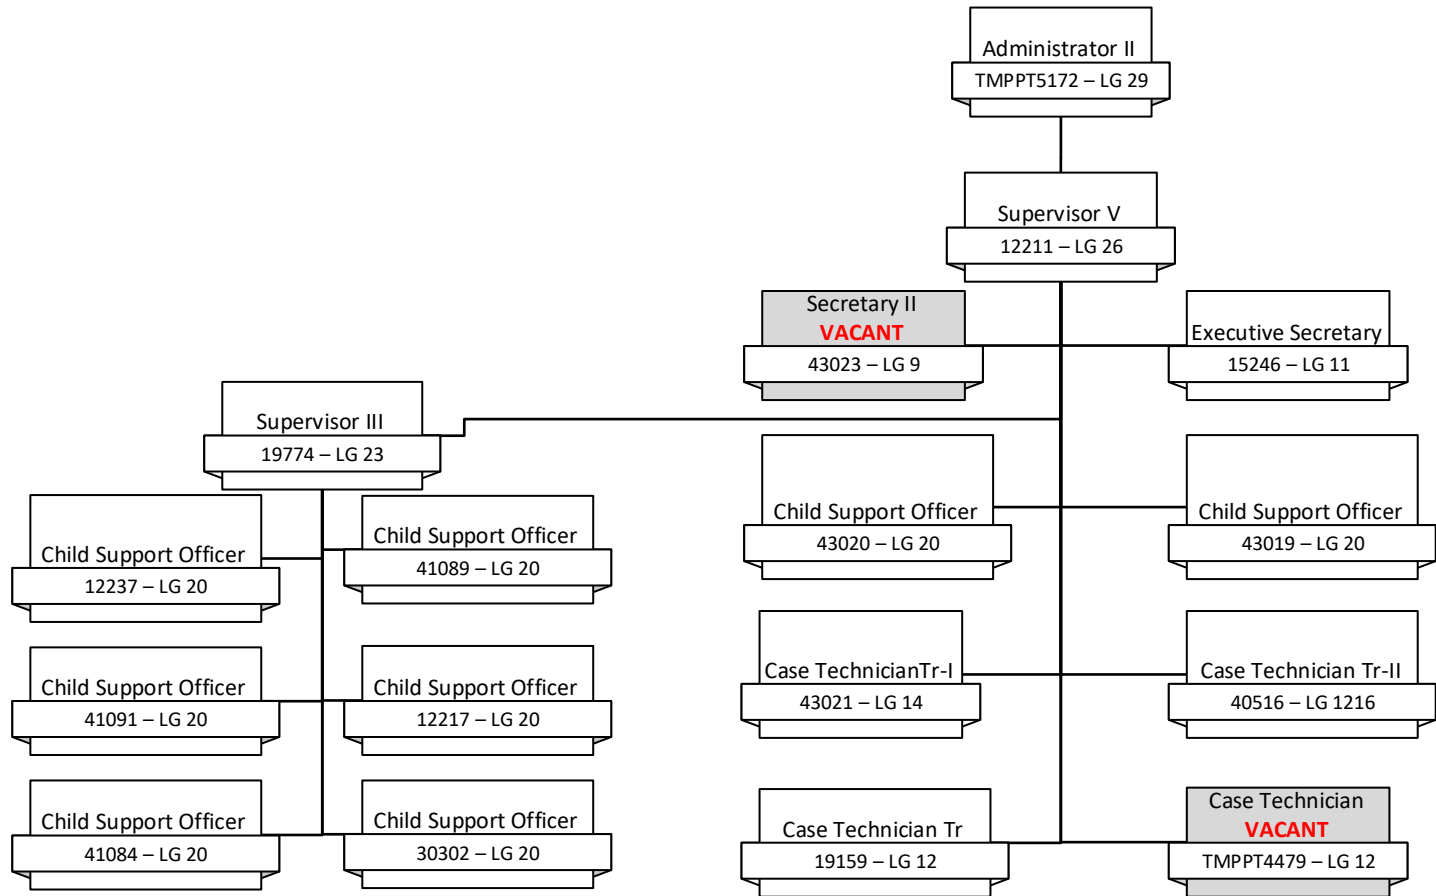 Administrator II
TMPPT5172 – LG 29
Supervisor V
12211 – LG 26
Secretary II
VACANT
43023 – LG 9
Executive Secretary
15246 – LG 11
Supervisor III
19774 – LG 23
Child Support Officer
12237 – LG 20
Child Support Officer
41089 – LG 20
Child Support Officer
41091 – LG 20
Child Support Officer
12217 – LG 20
Child Support Officer
41084 – LG 20
Child Support Officer
30302 – LG 20
Child Support Officer
43020 – LG 20
Child Support Officer
43019 – LG 20
Case TechnicianTr-I
43021 – LG 14
Case Technician Tr-II
40516 – LG 1216
Case Technician Tr
19159 – LG 12
Case Technician
VACANT
TMPPT4479 – LG 12